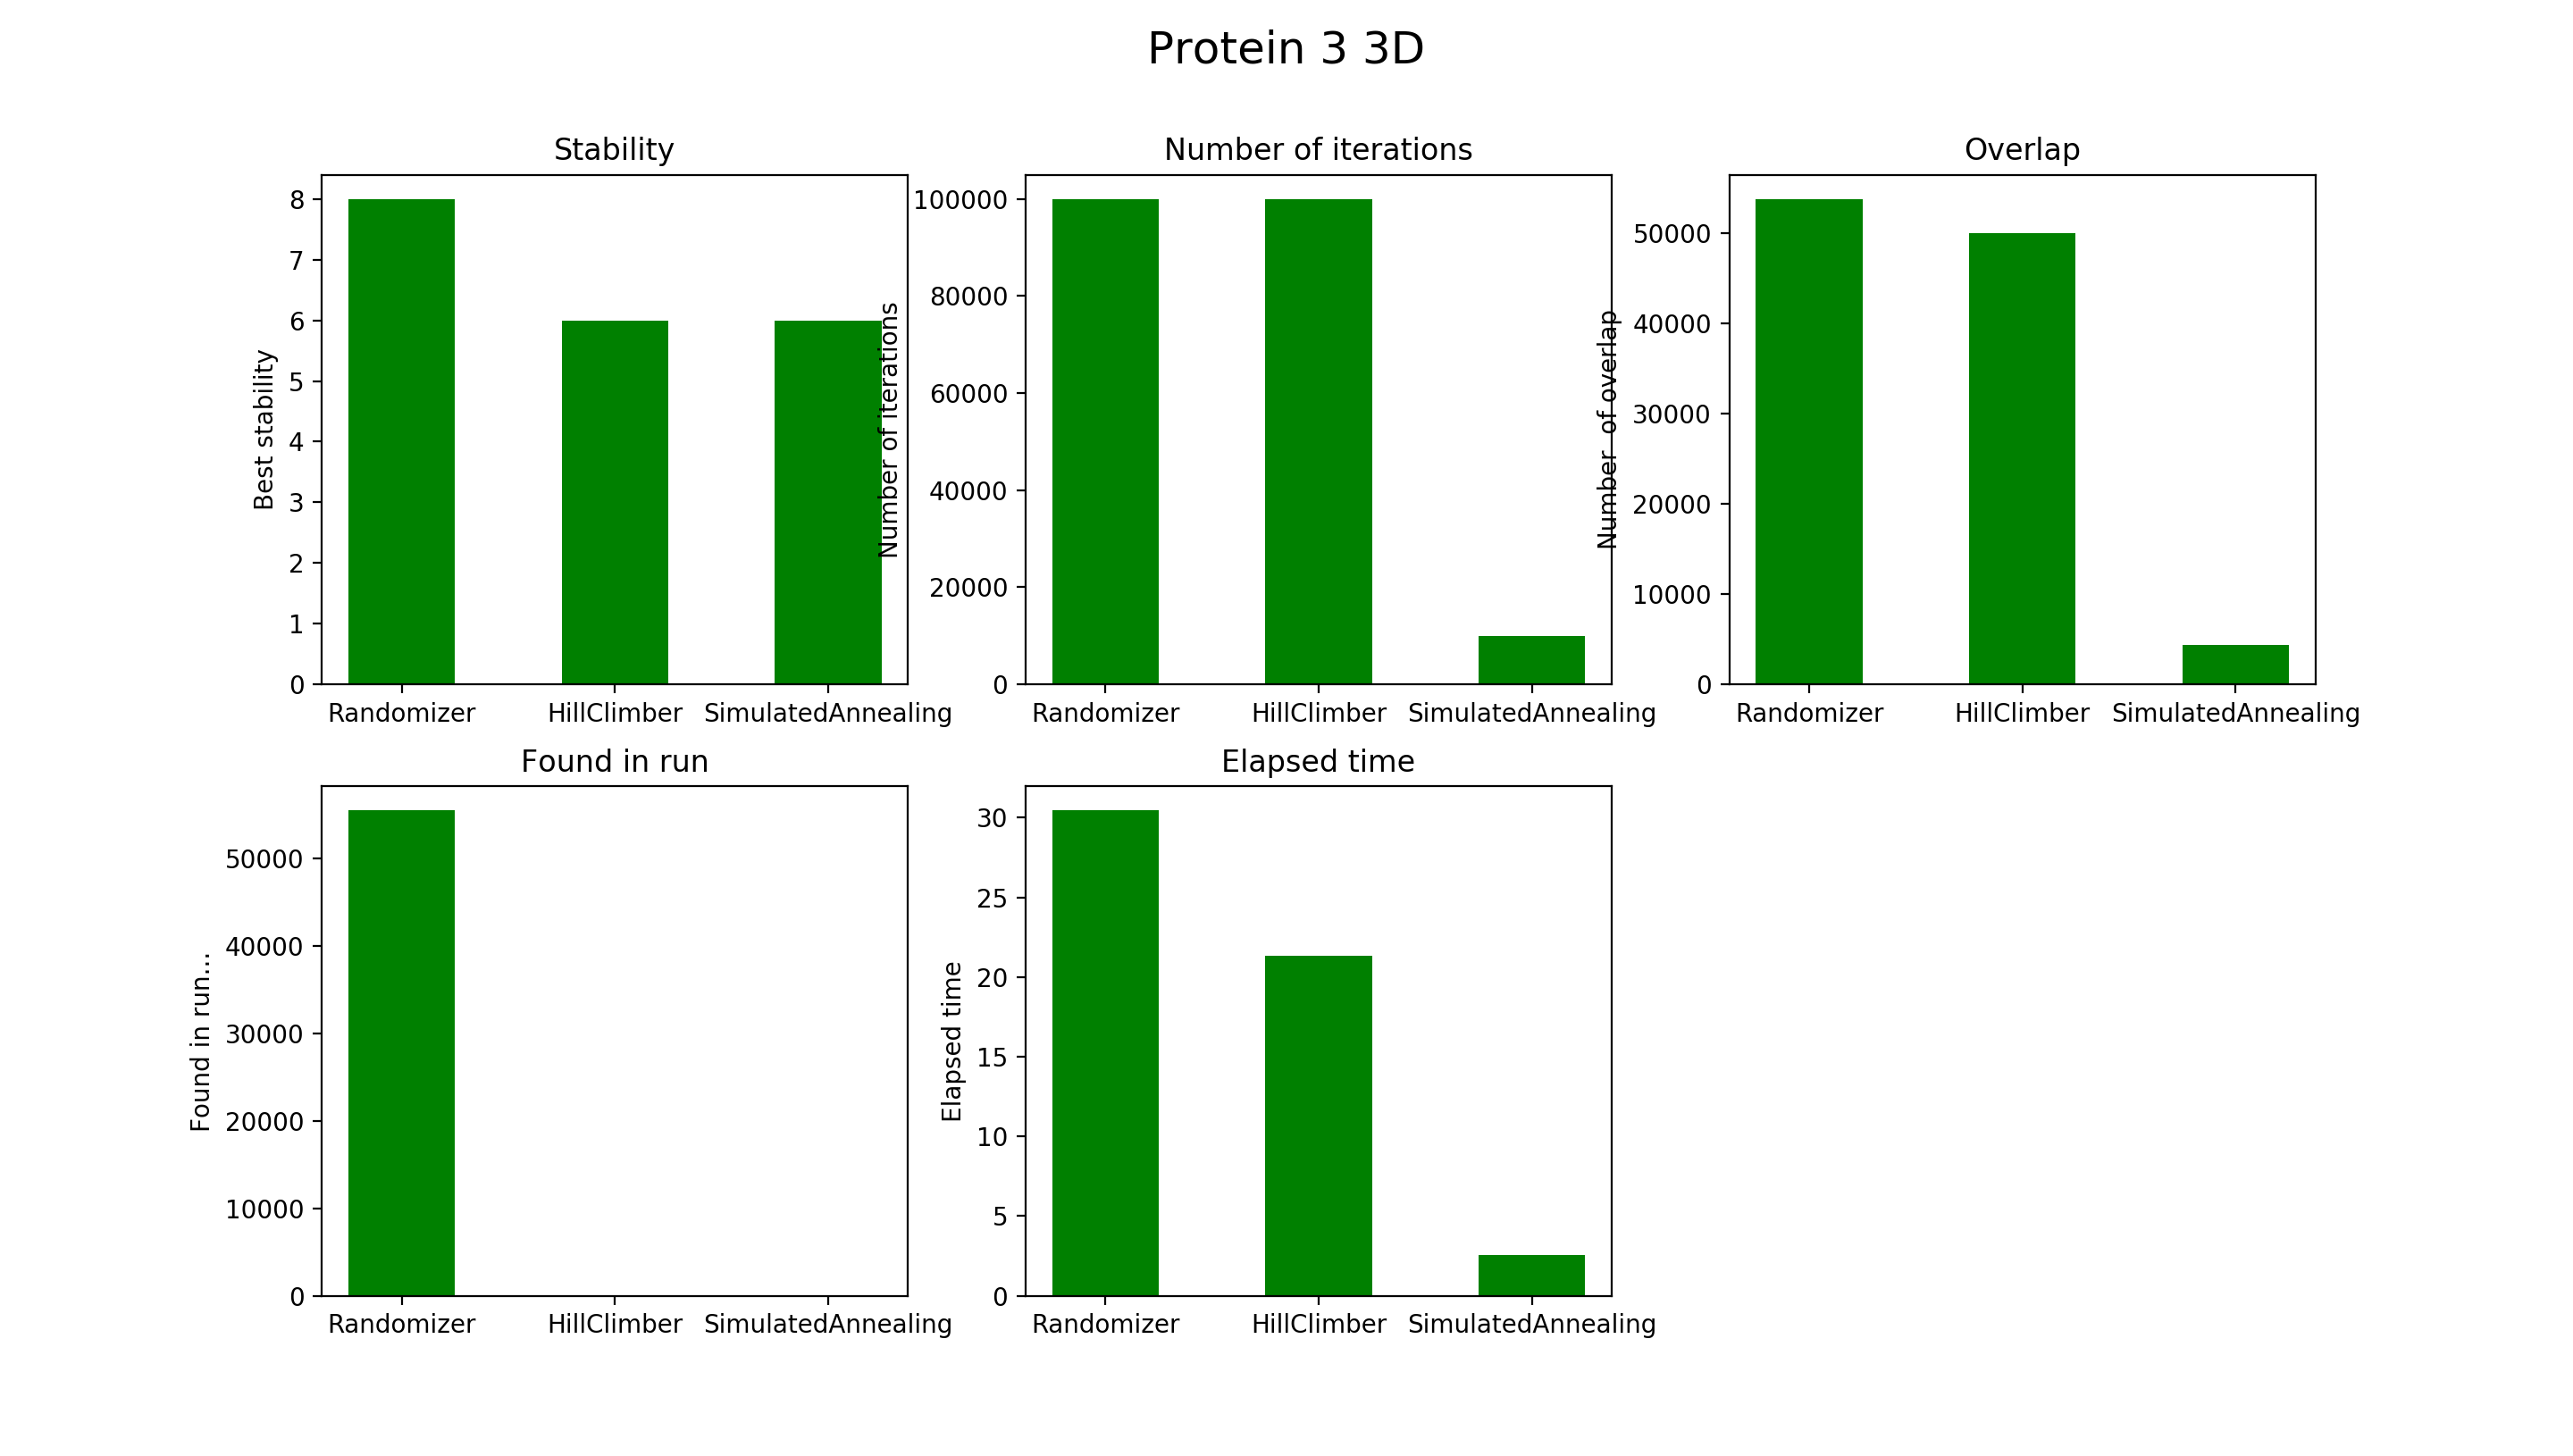 Protein 3 3D
Stability
Best stability
8
7
6
5
4
3
2
1
0
Randomizer HillClimber SimulatedAnnealing
Number of iterations
Number of iterations
100000
80000
60000
40000
20000
0
Randomizer HillClimber SimulatedAnnealing
Overlap
Number of overlap
50000
40000
30000
20000
10000
0
Randomizer HillClimber SimulatedAnnealing
Found in run
Found in run...
50000
40000
30000
20000
10000
0
Randomizer HillClimber SimulatedAnnealing
Elapsed time
Elapsed time
30
25
20
15
10
5
0
Randomizer HillClimber SimulatedAnnealing